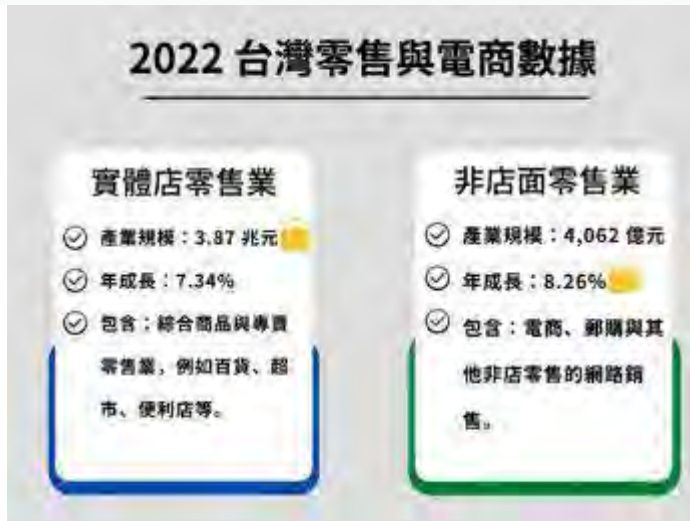 2022 台灣零售與電商數據
實體店零售業
產業規模：3.87 兆元
年成長：7.34%
包含：綜合商品與專賣
零售業，例如百貨、超
市、便利店等。
非店面零售業
產業規模：4,062 億元
年成長：8.26%
包含：電商、郵購與其
他非店零售的網路銷
售。